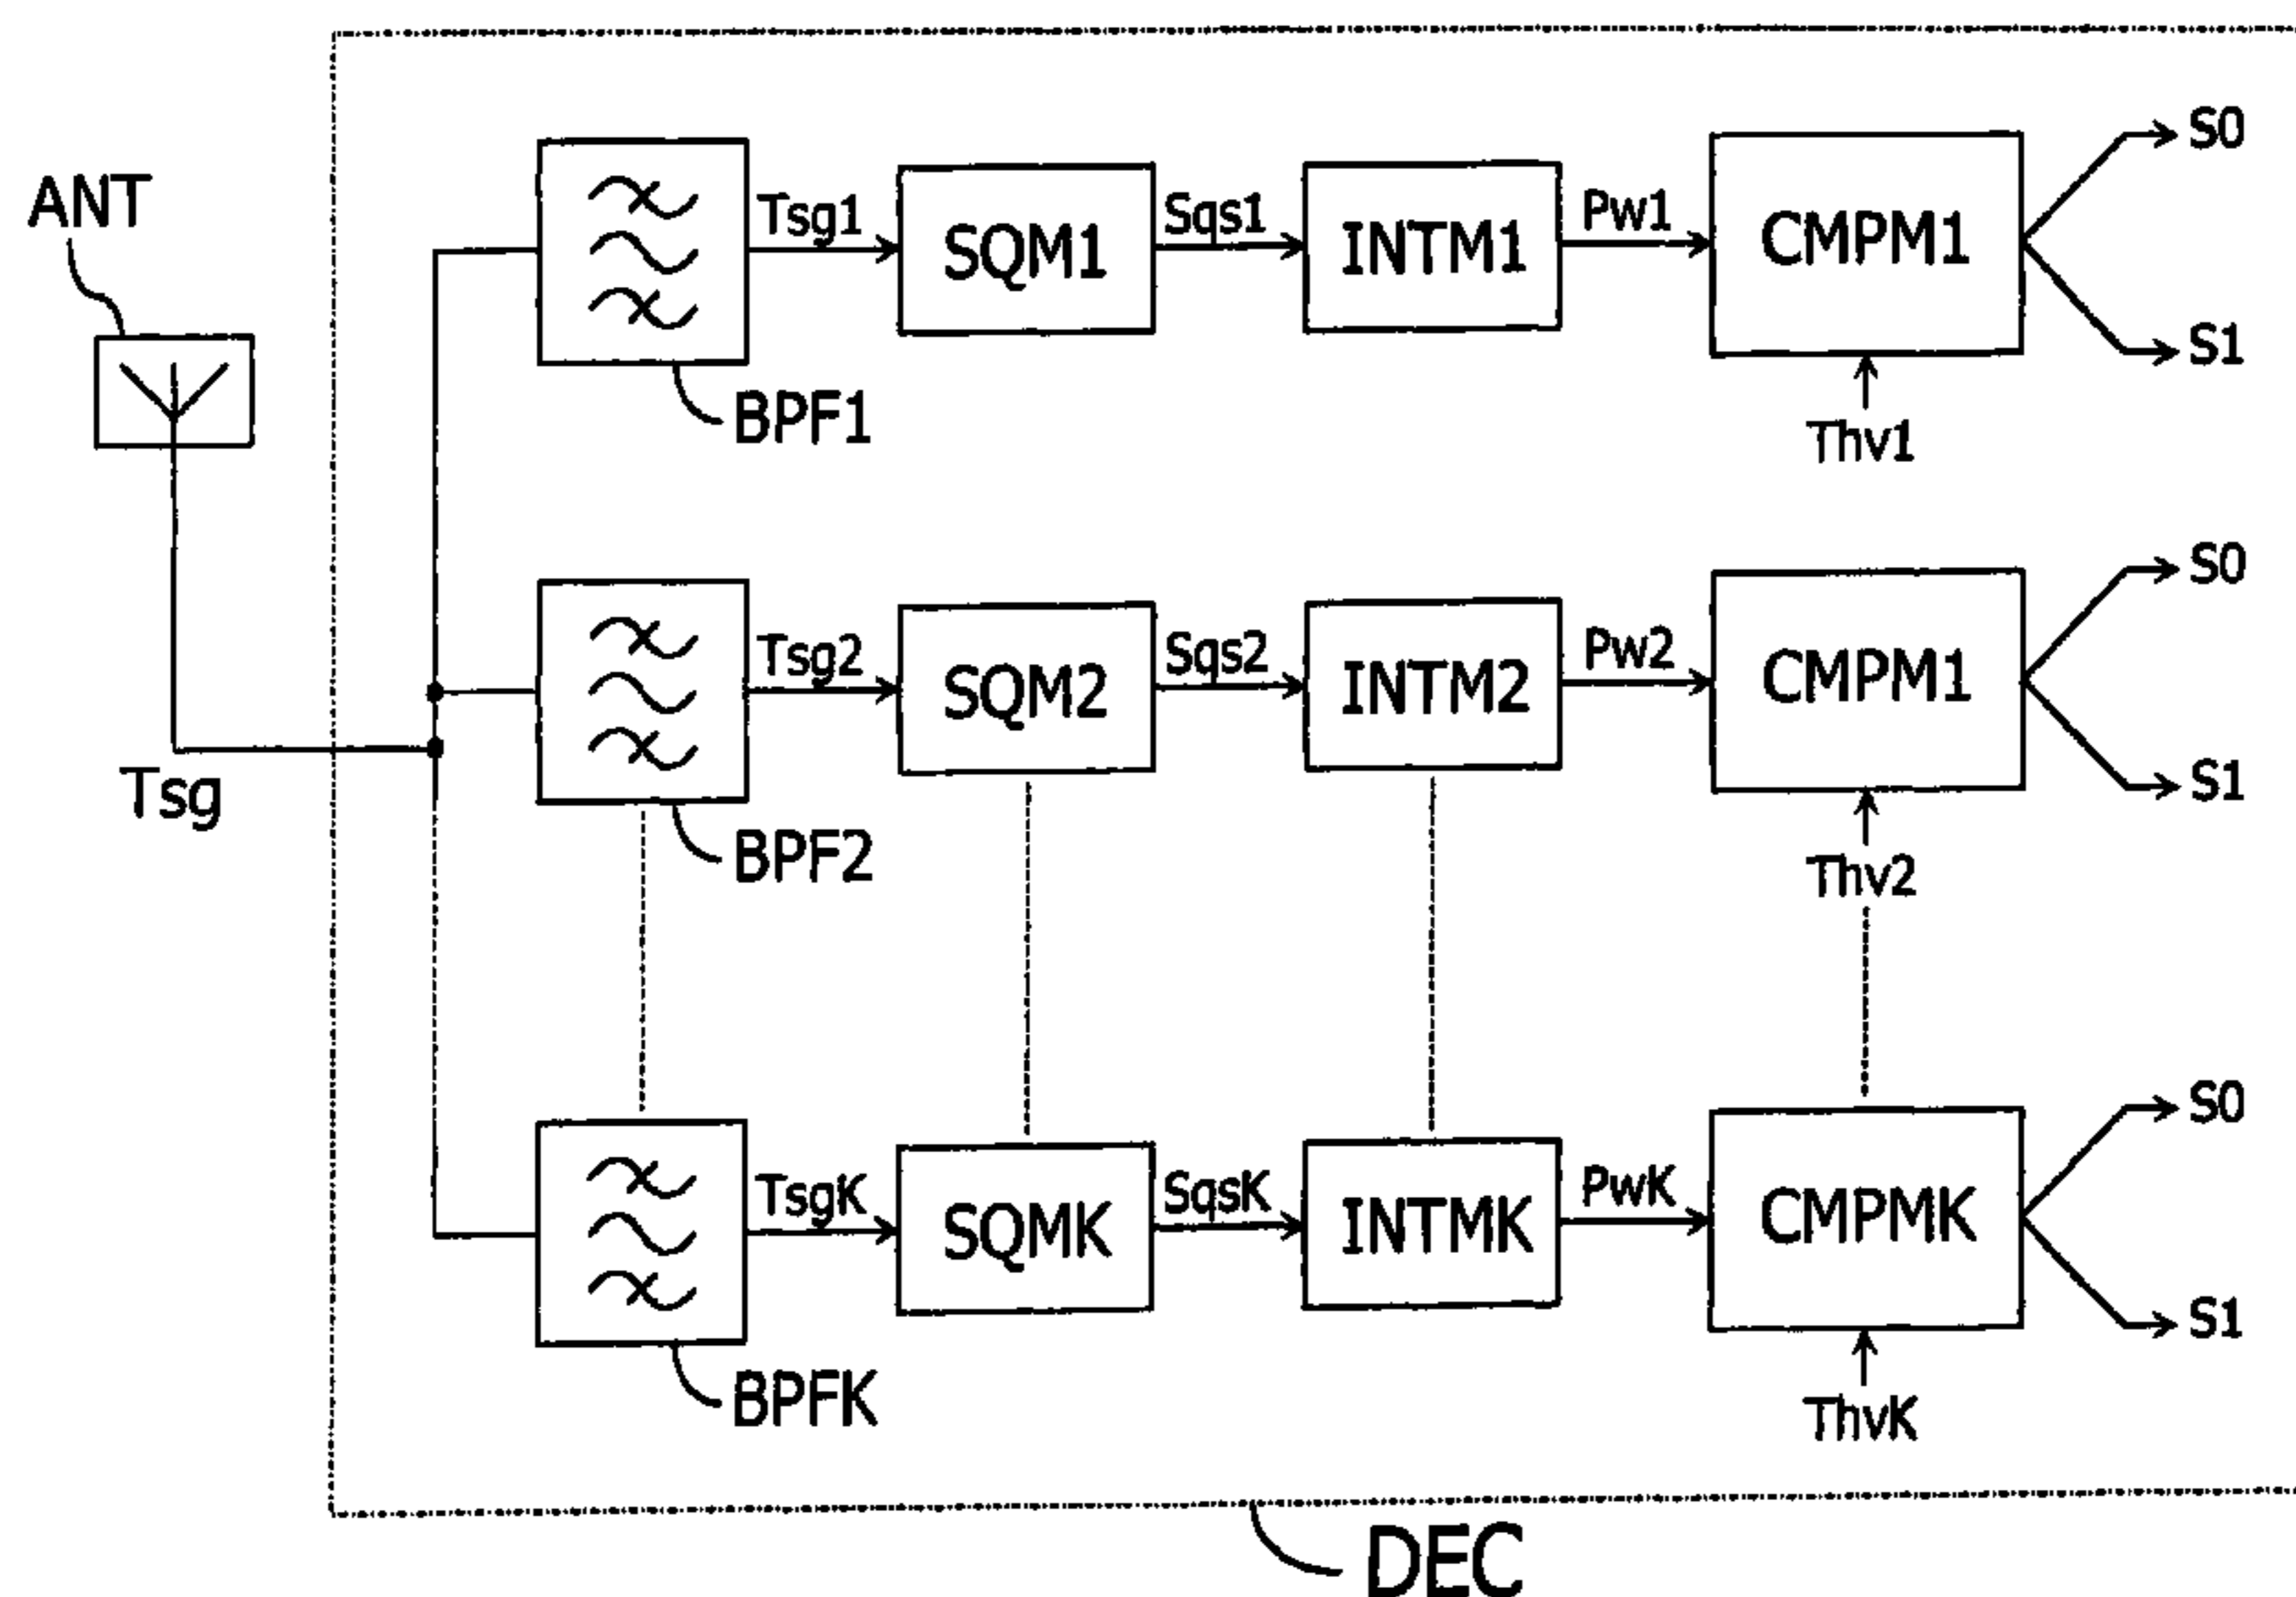 ANT
Tsg
BPF1
Tsg1
SQM1
Sqs1
INTM1
Pw1
CMPM1
S0
S1
Thv1
BPF2
Tsg2
SQM2
Sqs2
INTM2
Pw2
CMPM1
S0
S1
Thv2
BPFK
TsgK
SQMK
SqsK
INTMK
PwK
CMPMK
S0
S1
ThvK
DEC